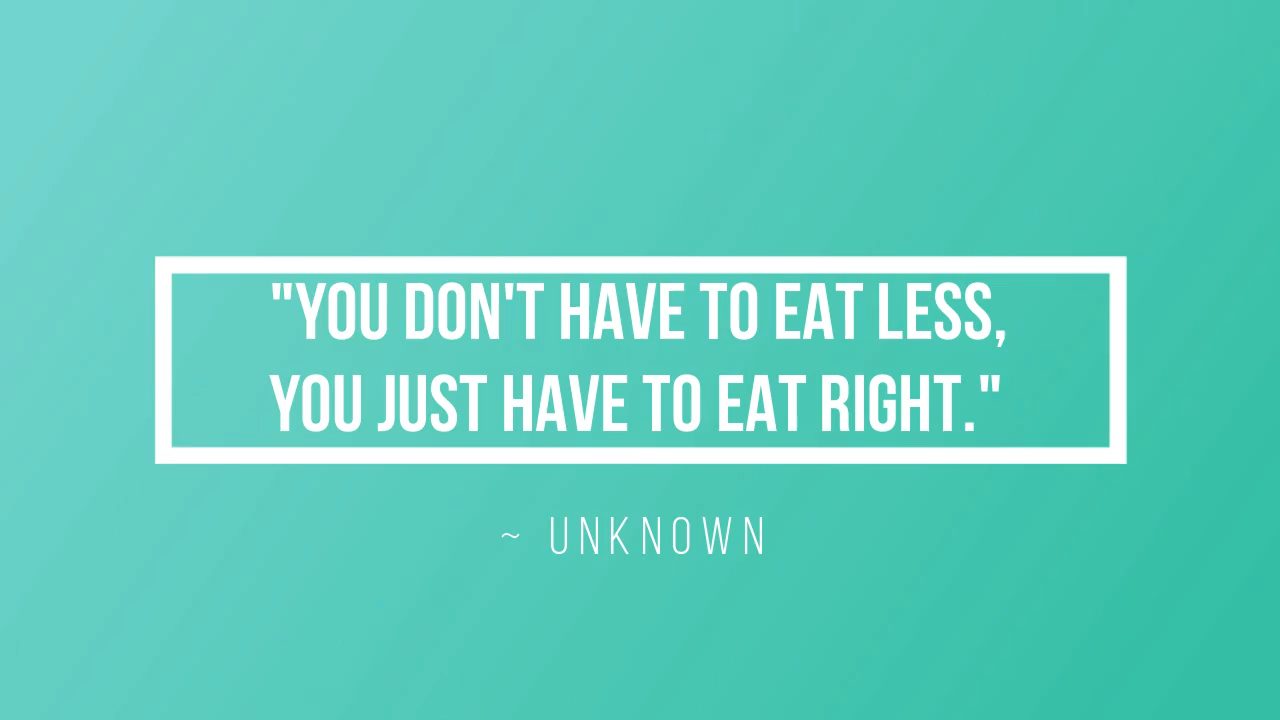 "YOU DON'T HAVE TO EAT LESS,
YOU JUST HAVE TO EAT RIGHT."
~ UNKNOWN